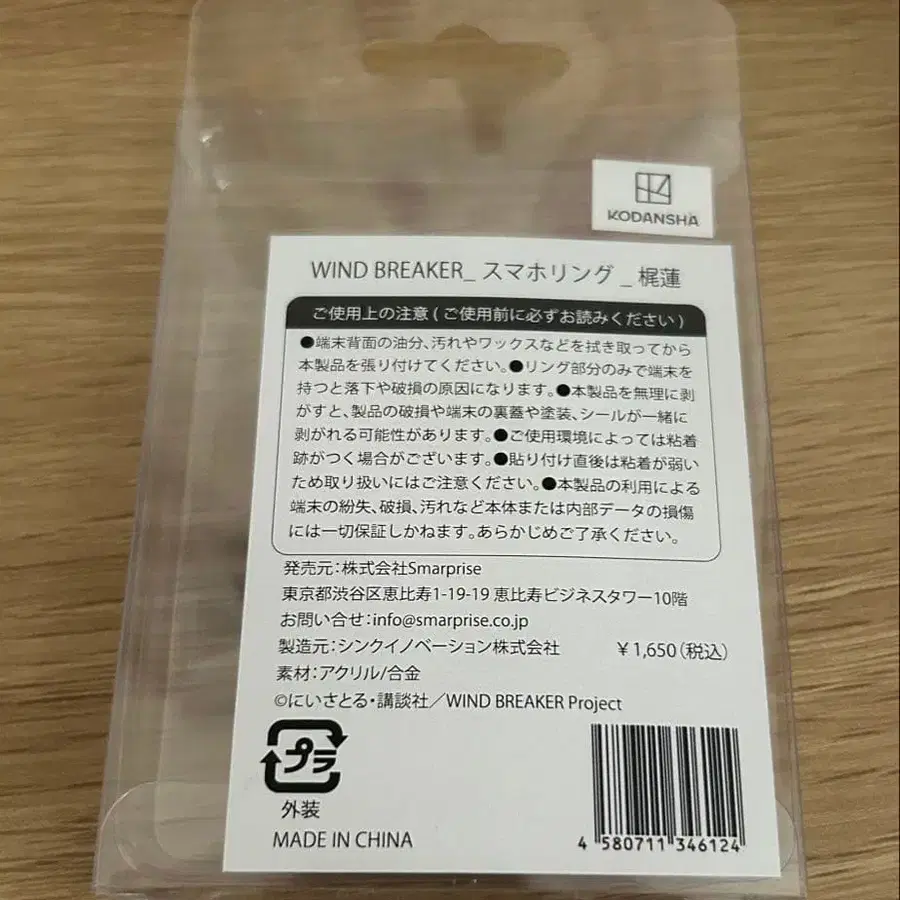 KODANSHA
WIND BREAKER_ スマホリング _ 梶蓮
ご使用上の注意 ( ご使用前に必ずお読みください )
●端末背面の油分、汚れやワックスなどを拭き取ってから
本製品を張り付けてください。●リング部分のみで端末を
持つと落下や破損の原因になります。●本製品を無理に剥
がすと、製品の破損や端末の裏蓋や塗装、シールが一緒に
剥がれる可能性があります。●ご使用環境によっては粘着
跡がつく場合がございます。●貼り付け直後は粘着が弱い
ため取り扱いにはご注意ください。●本製品の利用による
端末の紛失、破損、汚れなど本体または内部データの損傷
には一切保証しかねます。あらかじめご了承ください。
発売元：株式会社Smarprise
東京都渋谷区恵比寿1-19-19 恵比寿ビジネスタワー10階
お問い合せ：info@smarprise.co.jp
製造元：シンクイノベーション株式会社 ￥1,650（税込）
素材：アクリル/合金
©にいさとる・講談社／WIND BREAKER Project
プラ
外装
MADE IN CHINA
4 580711 346124